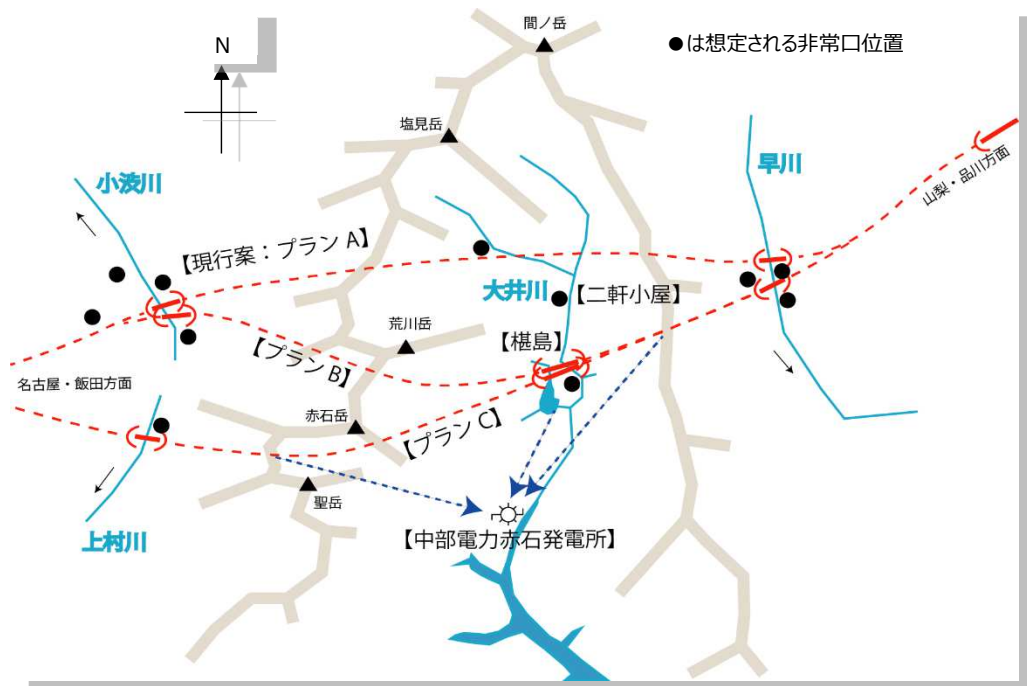 間ノ岳
●は想定される非常口位置
N
塩見岳
早川
山梨・品川方面
小渋川
【現行案：プランA】
大井川
【二軒小屋】
荒川岳
【椹島】
【プランB】
名古屋・飯田方面
赤石岳
【プランC】
聖岳
【中部電力赤石発電所】
上村川